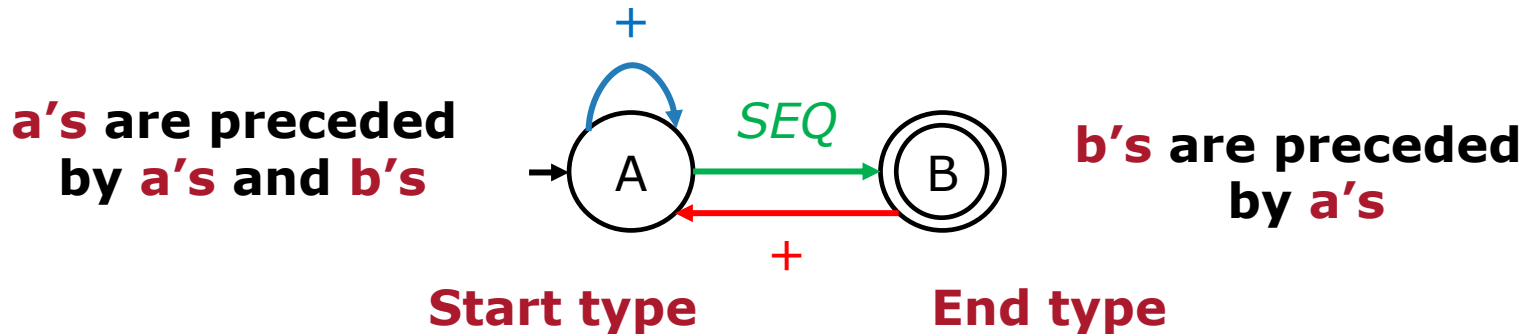 +
a's are preceded
by a's and b's
A
SEQ
B
b's are preceded
by a's
+
Start type
End type